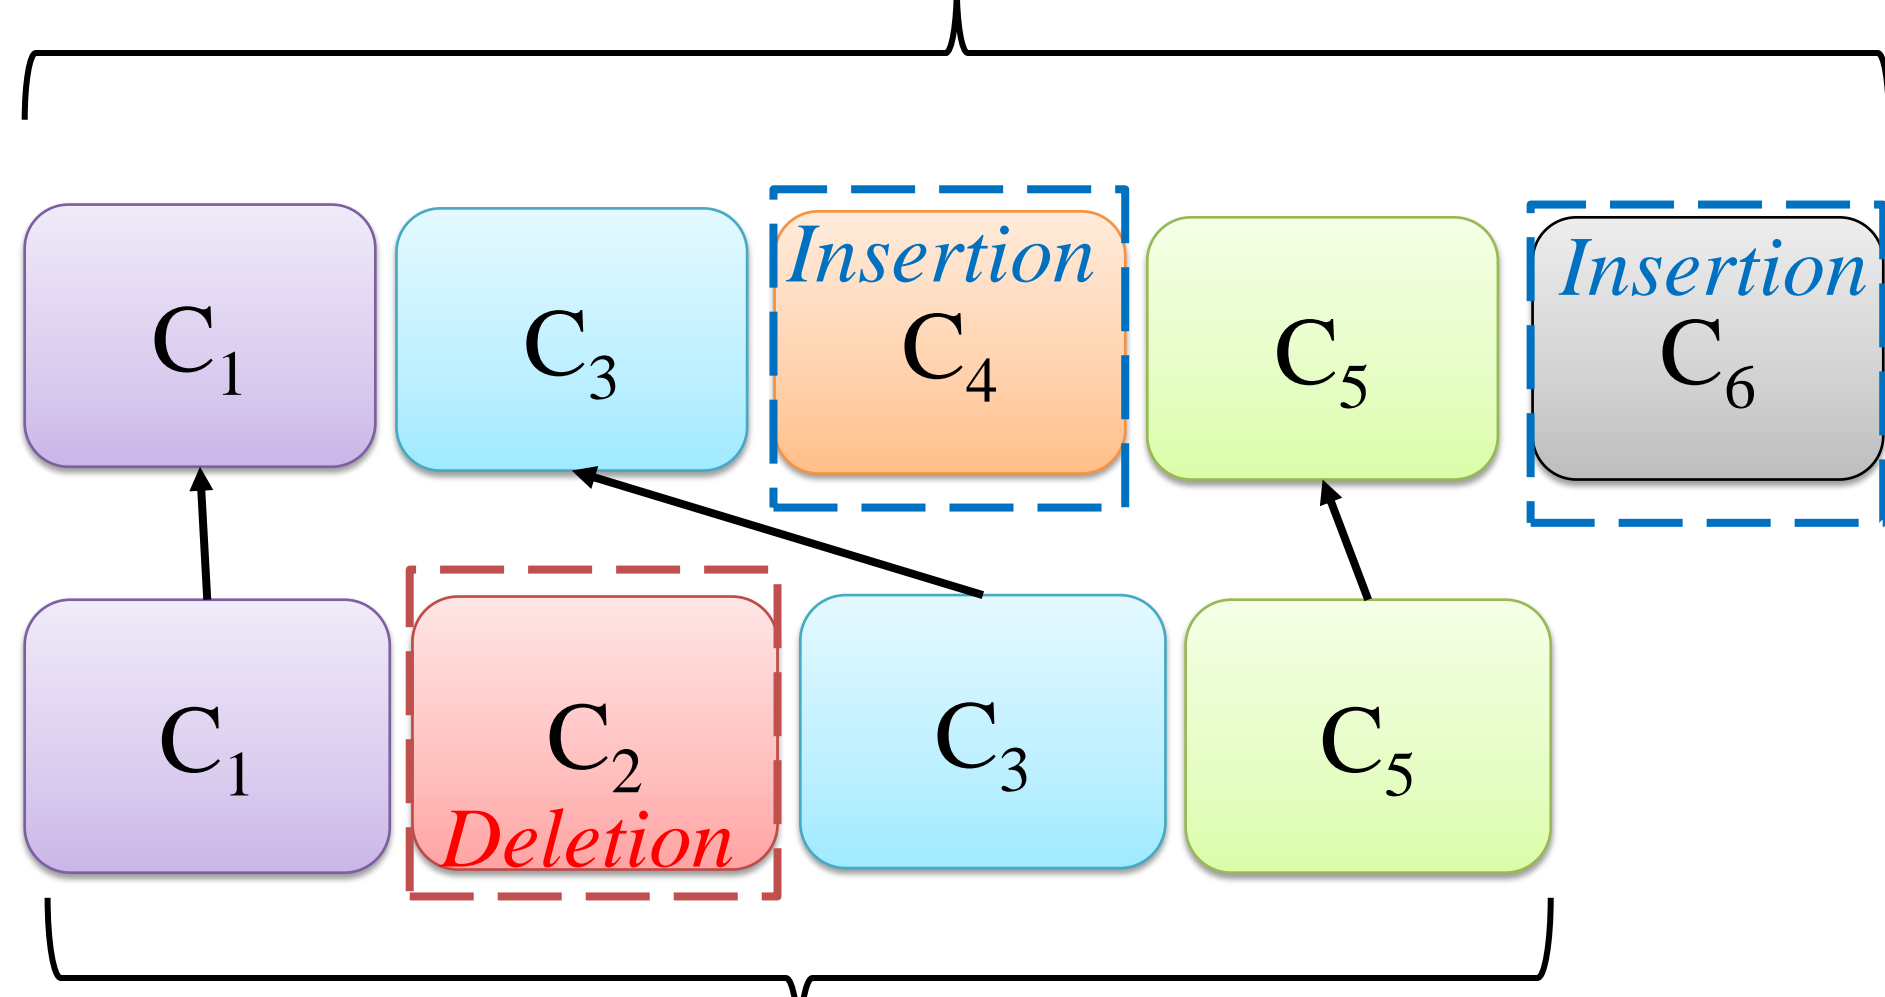 Insertion
Insertion
C₁ C₃ C₄ C₅ C₆
C₁ C₂ C₃ C₅
Deletion